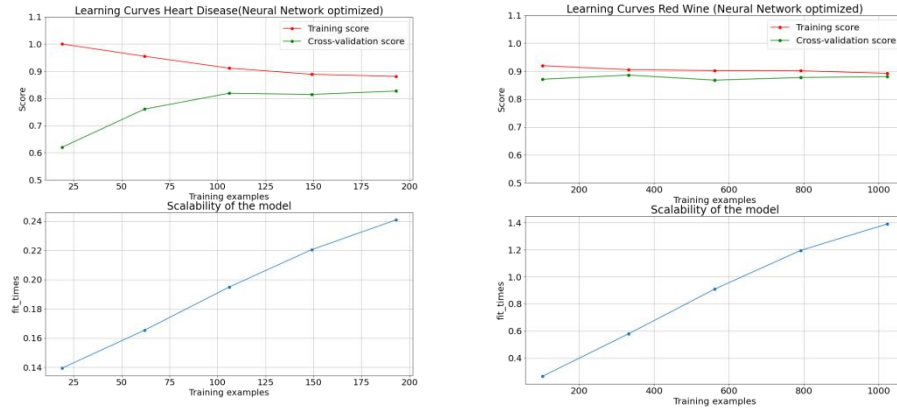 Learning Curves Heart Disease(Neural Network optimized)
1.1
1.0
0.9
0.8
0.7
0.6
0.5
Score
Training score
Cross-validation score
25 50 75 100 125 150 175 200
Training examples
Scalability of the model
0.24
0.22
0.20
0.18
0.16
0.14
fit_times
25 50 75 100 125 150 175 200
Training examples
Learning Curves Red Wine (Neural Network optimized)
1.1
1.0
0.9
0.8
0.7
0.6
0.5
Score
Training score
Cross-validation score
200 400 600 800 1000
Training examples
Scalability of the model
1.4
1.2
1.0
0.8
0.6
0.4
fit_times
200 400 600 800 1000
Training examples